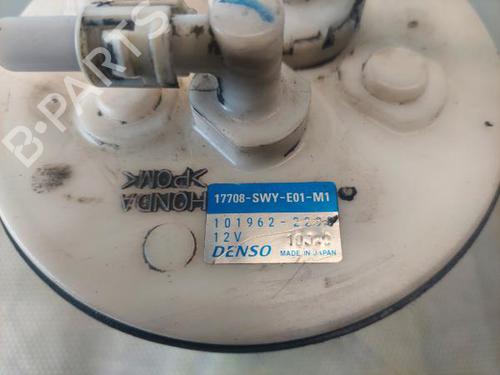 B-PARTS
HONDA
>POM<
17708-SWY-E01-M1
12V
DENSO
MADE IN JAPAN